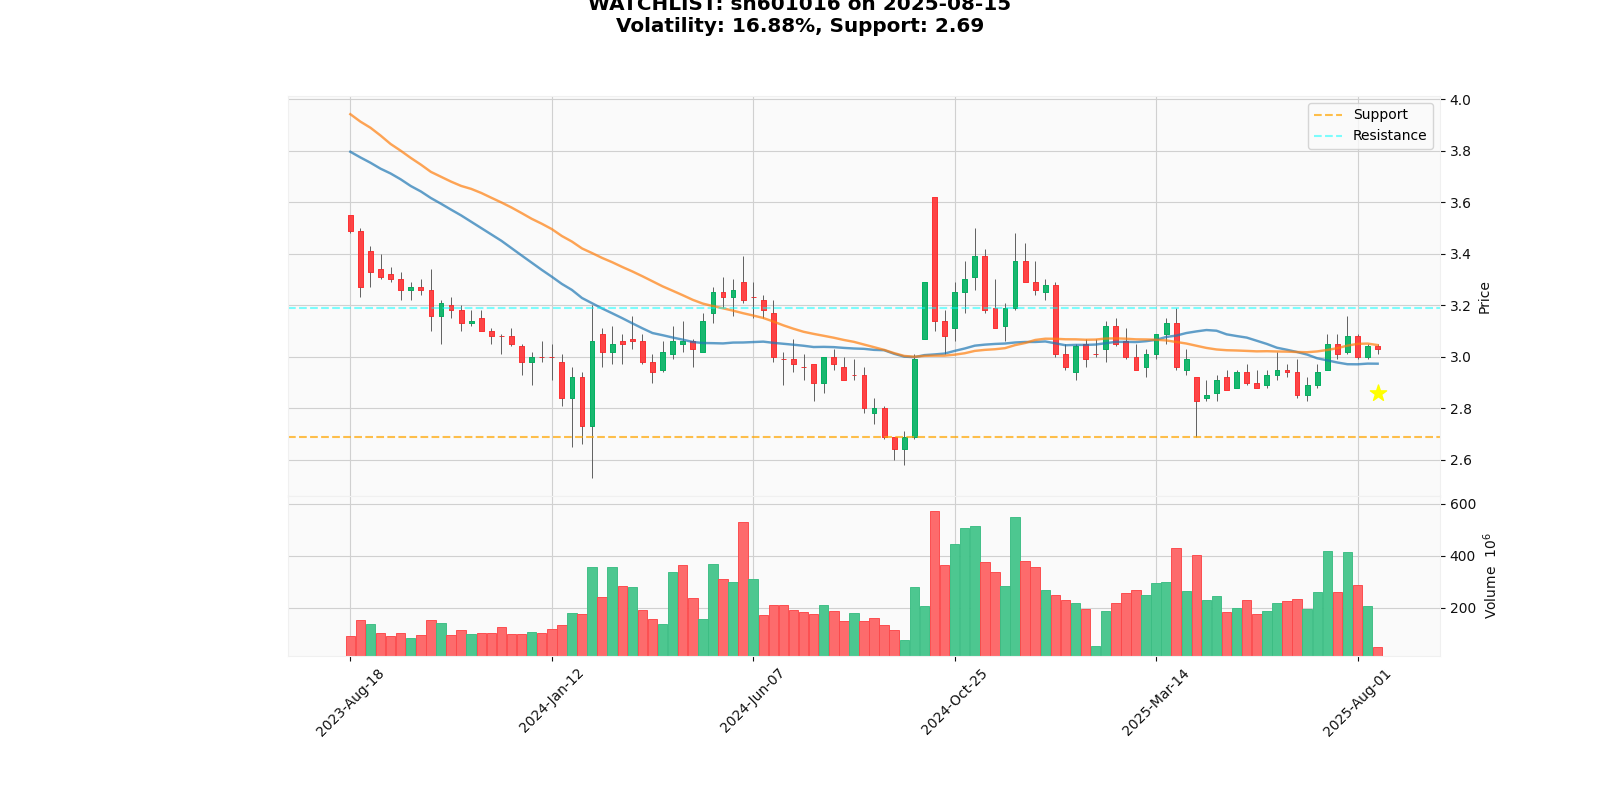 WATCHLIST: sh601016 on 2025-08-15
Volatility: 16.88%, Support: 2.69
Support
Resistance
4.0
3.8
3.6
3.4
3.2
3.0
2.8
2.6
Price
600
400
200
Volume 10^6
2023-Aug-18
2024-Jan-12
2024-Jun-07
2024-Oct-25
2025-Mar-14
2025-Aug-01